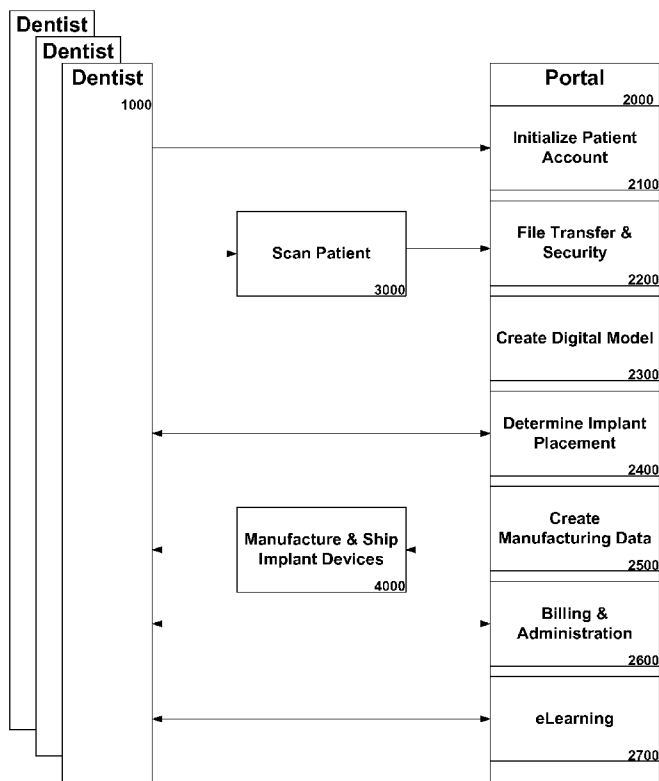 Dentist
Dentist
Dentist
1000
Portal
2000
Initialize Patient
Account
2100
File Transfer &
Security
2200
Scan Patient
3000
Create Digital Model
2300
Determine Implant
Placement
2400
Manufacture & Ship
Implant Devices
4000
Create
Manufacturing Data
2500
Billing &
Administration
2600
eLearning
2700